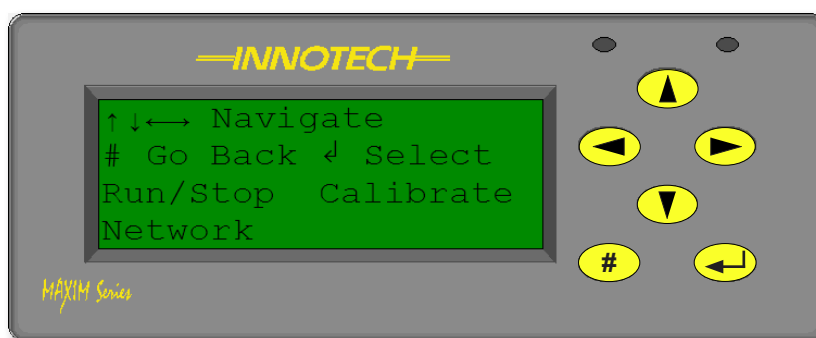 INNOTECH
↑↓←→ Navigate
# Go Back ↲ Select
Run/Stop Calibrate
Network
#
MAXIM Series